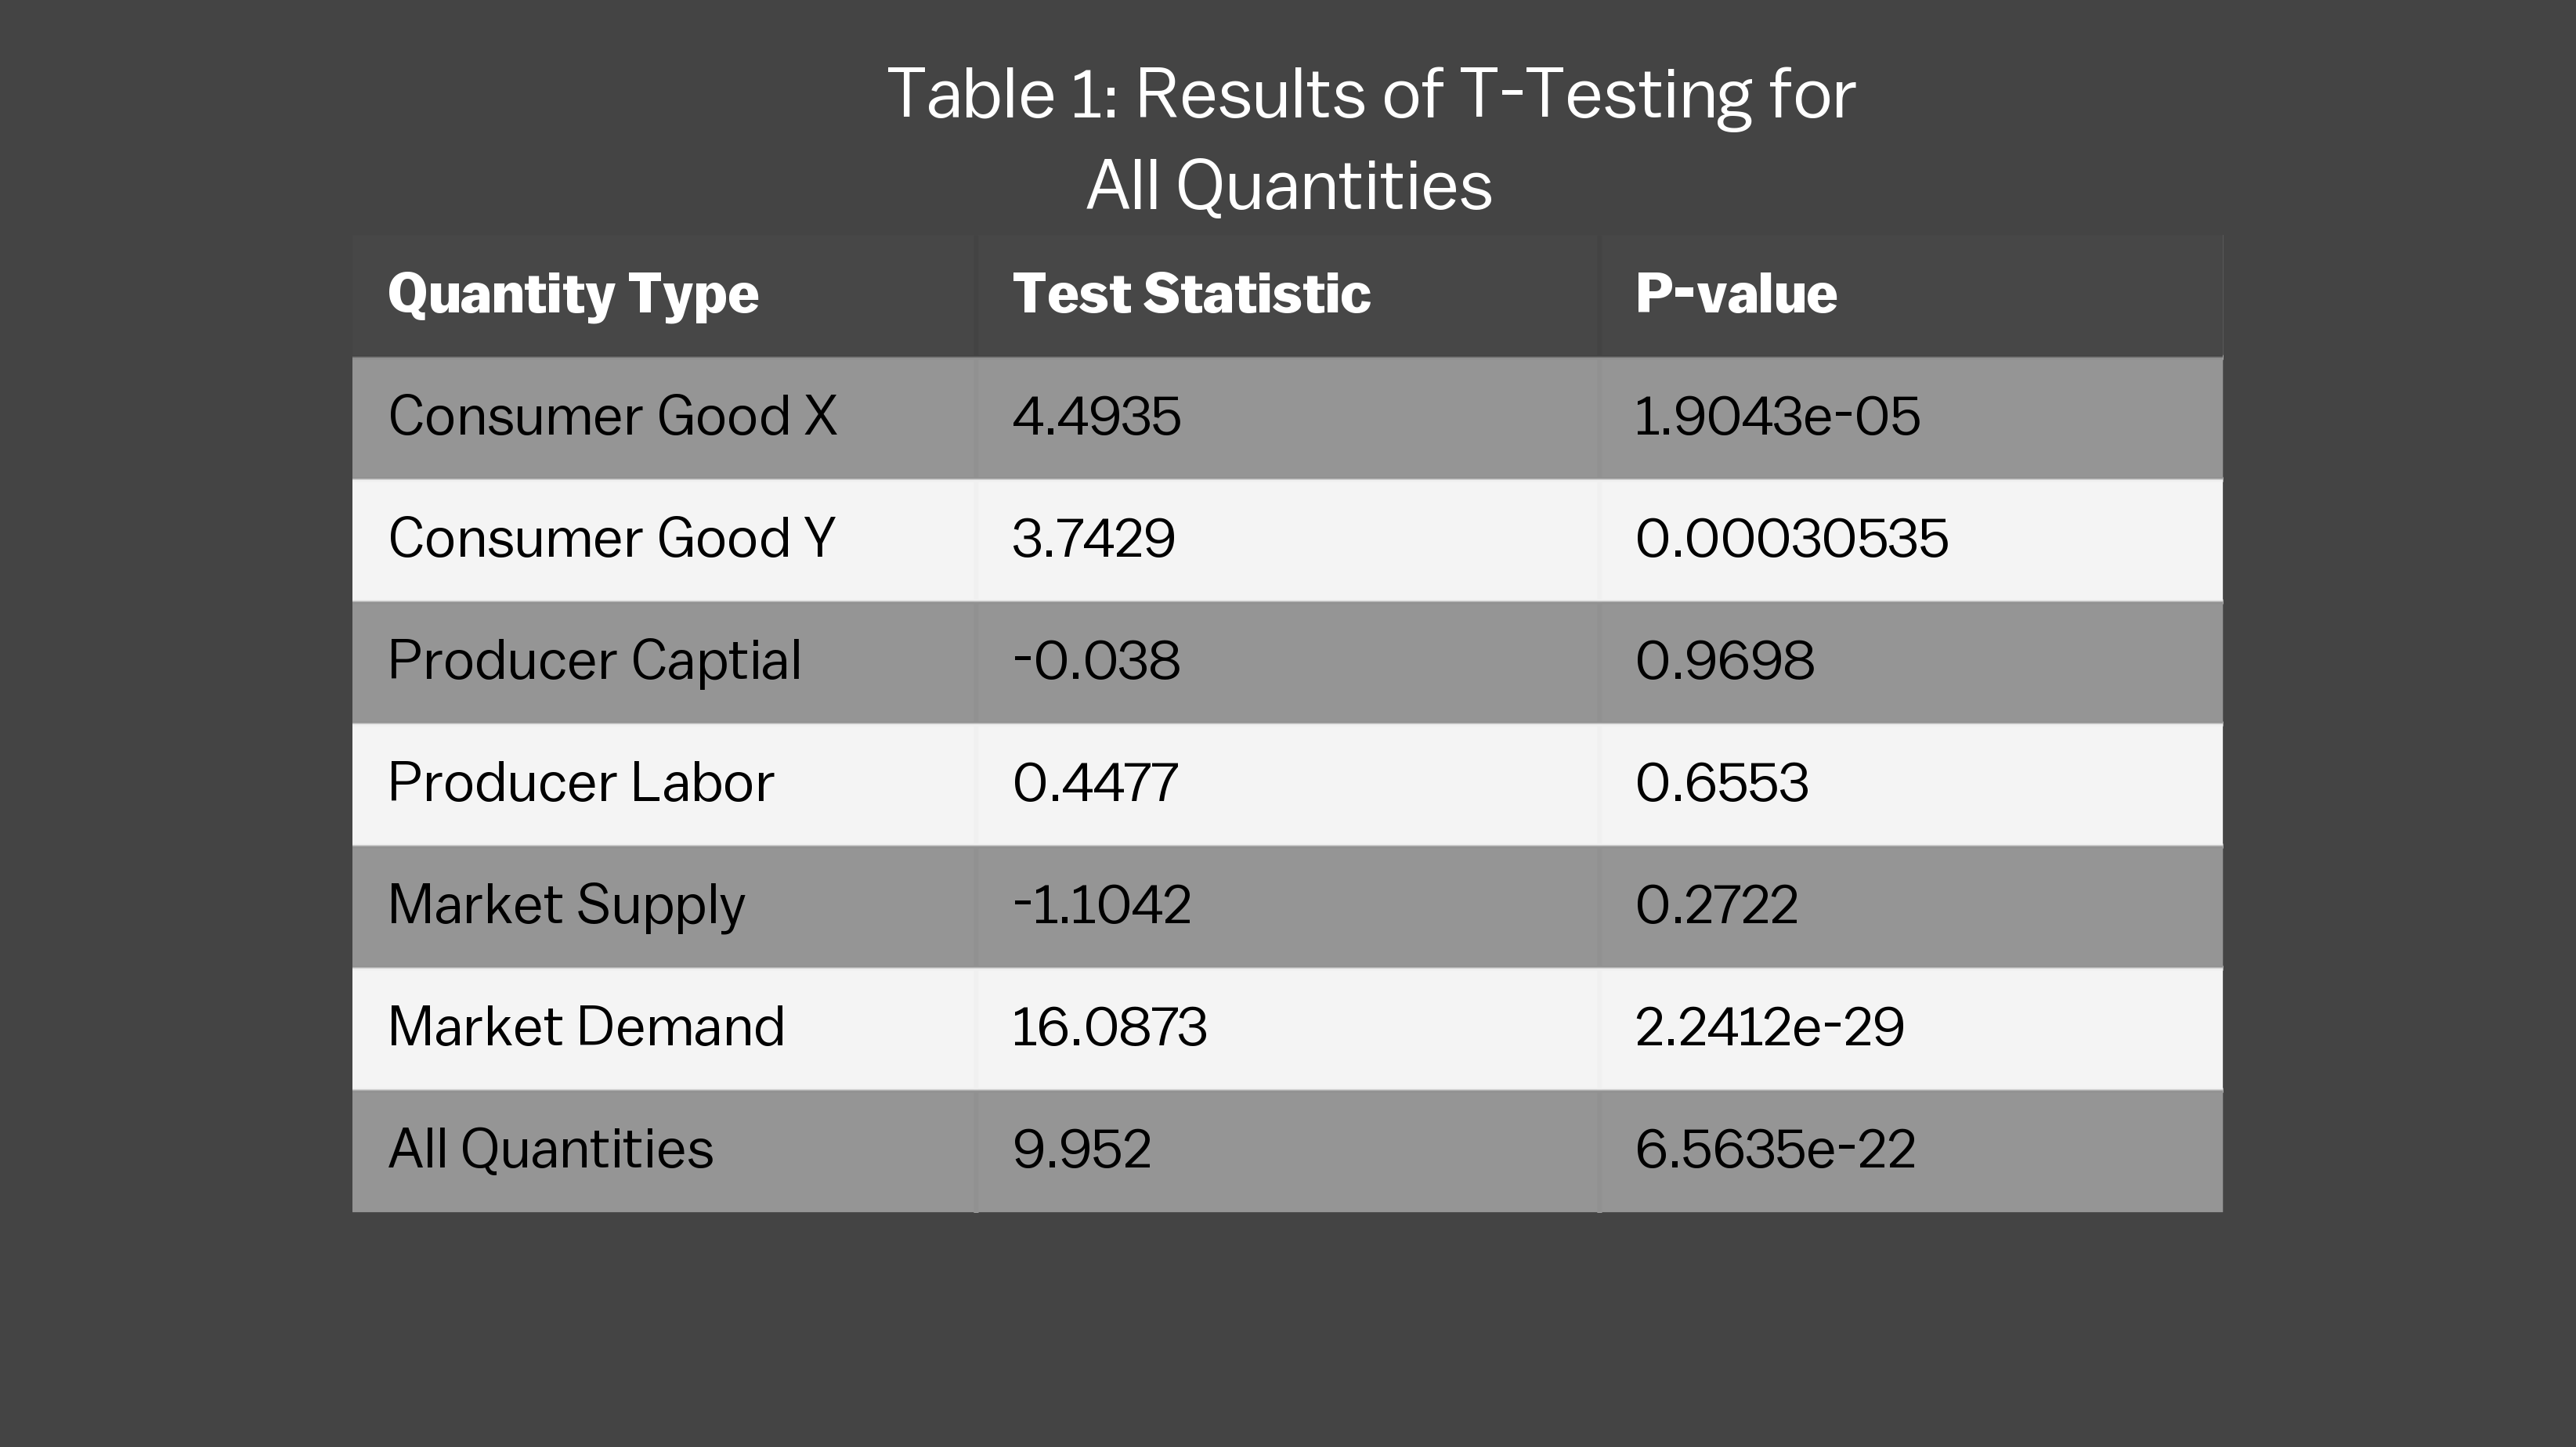 Table 1: Results of T-Testing for
All Quantities
Quantity Type Test Statistic P-value
Consumer Good X 4.4935 1.9043e-05
Consumer Good Y 3.7429 0.00030535
Producer Captial -0.038 0.9698
Producer Labor 0.4477 0.6553
Market Supply -1.1042 0.2722
Market Demand 16.0873 2.2412e-29
All Quantities 9.952 6.5635e-22